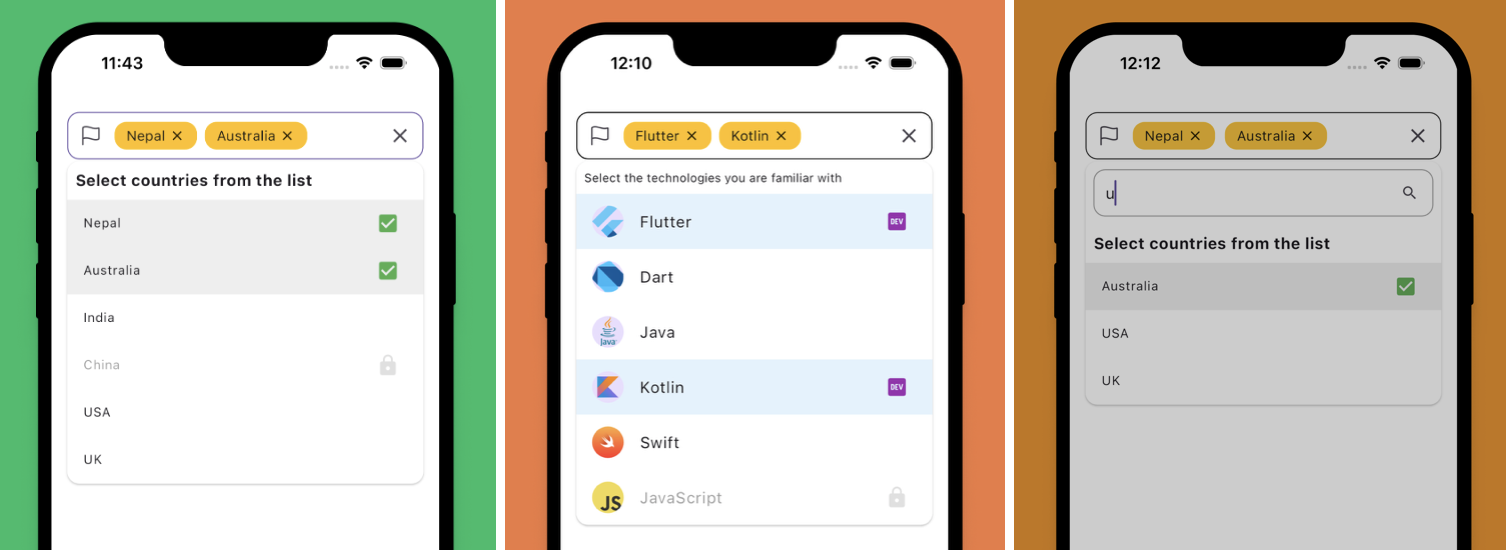 11:43
Nepal ✕ Australia ✕
Select countries from the list
Nepal
Australia
India
China
USA
UK
12:10
Flutter ✕ Kotlin ✕
Select the technologies you are familiar with
Flutter DEV
Dart
Java
Java
Kotlin DEV
Swift
JS JavaScript
12:12
Nepal ✕ Australia ✕
u
Select countries from the list
Australia
USA
UK